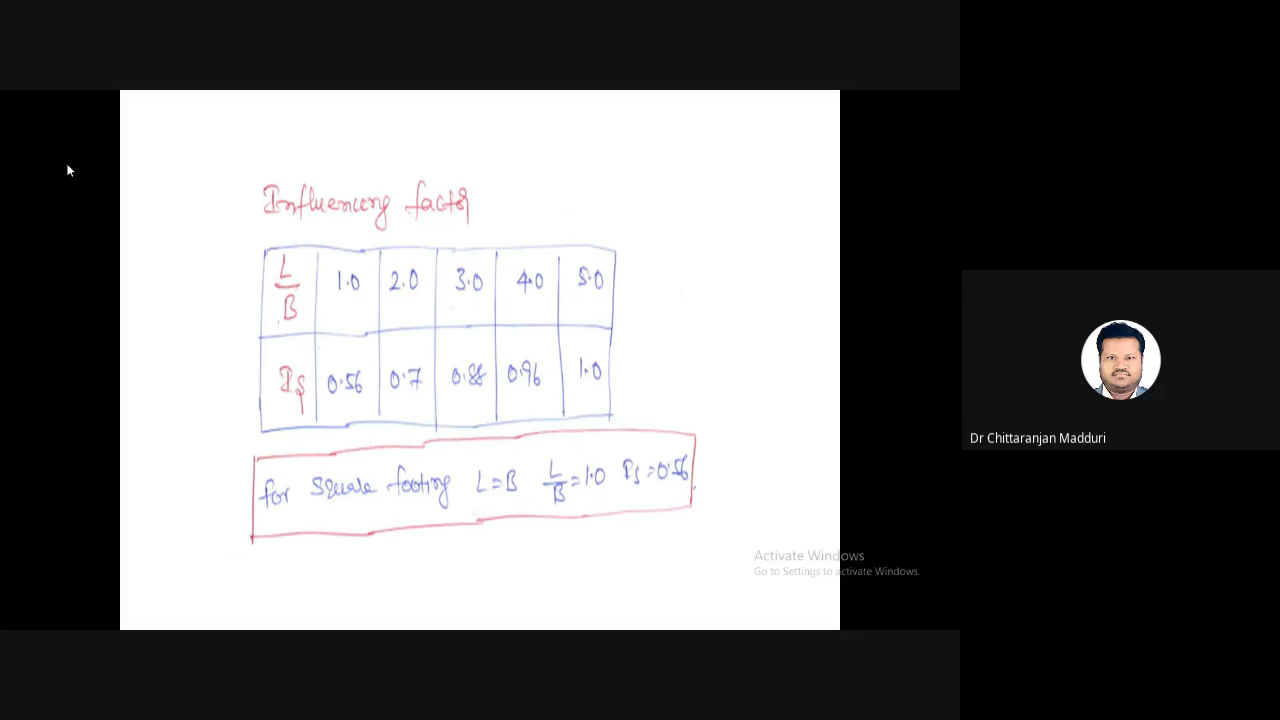 Influencing factor
L/B 1.0 2.0 3.0 4.0 5.0
If 0.56 0.7 0.88 0.96 1.0
for Square footing L=B L/B=1.0 If=0.56
Activate Windows
Go to Settings to activate Windows.
Dr Chittaranjan Madduri